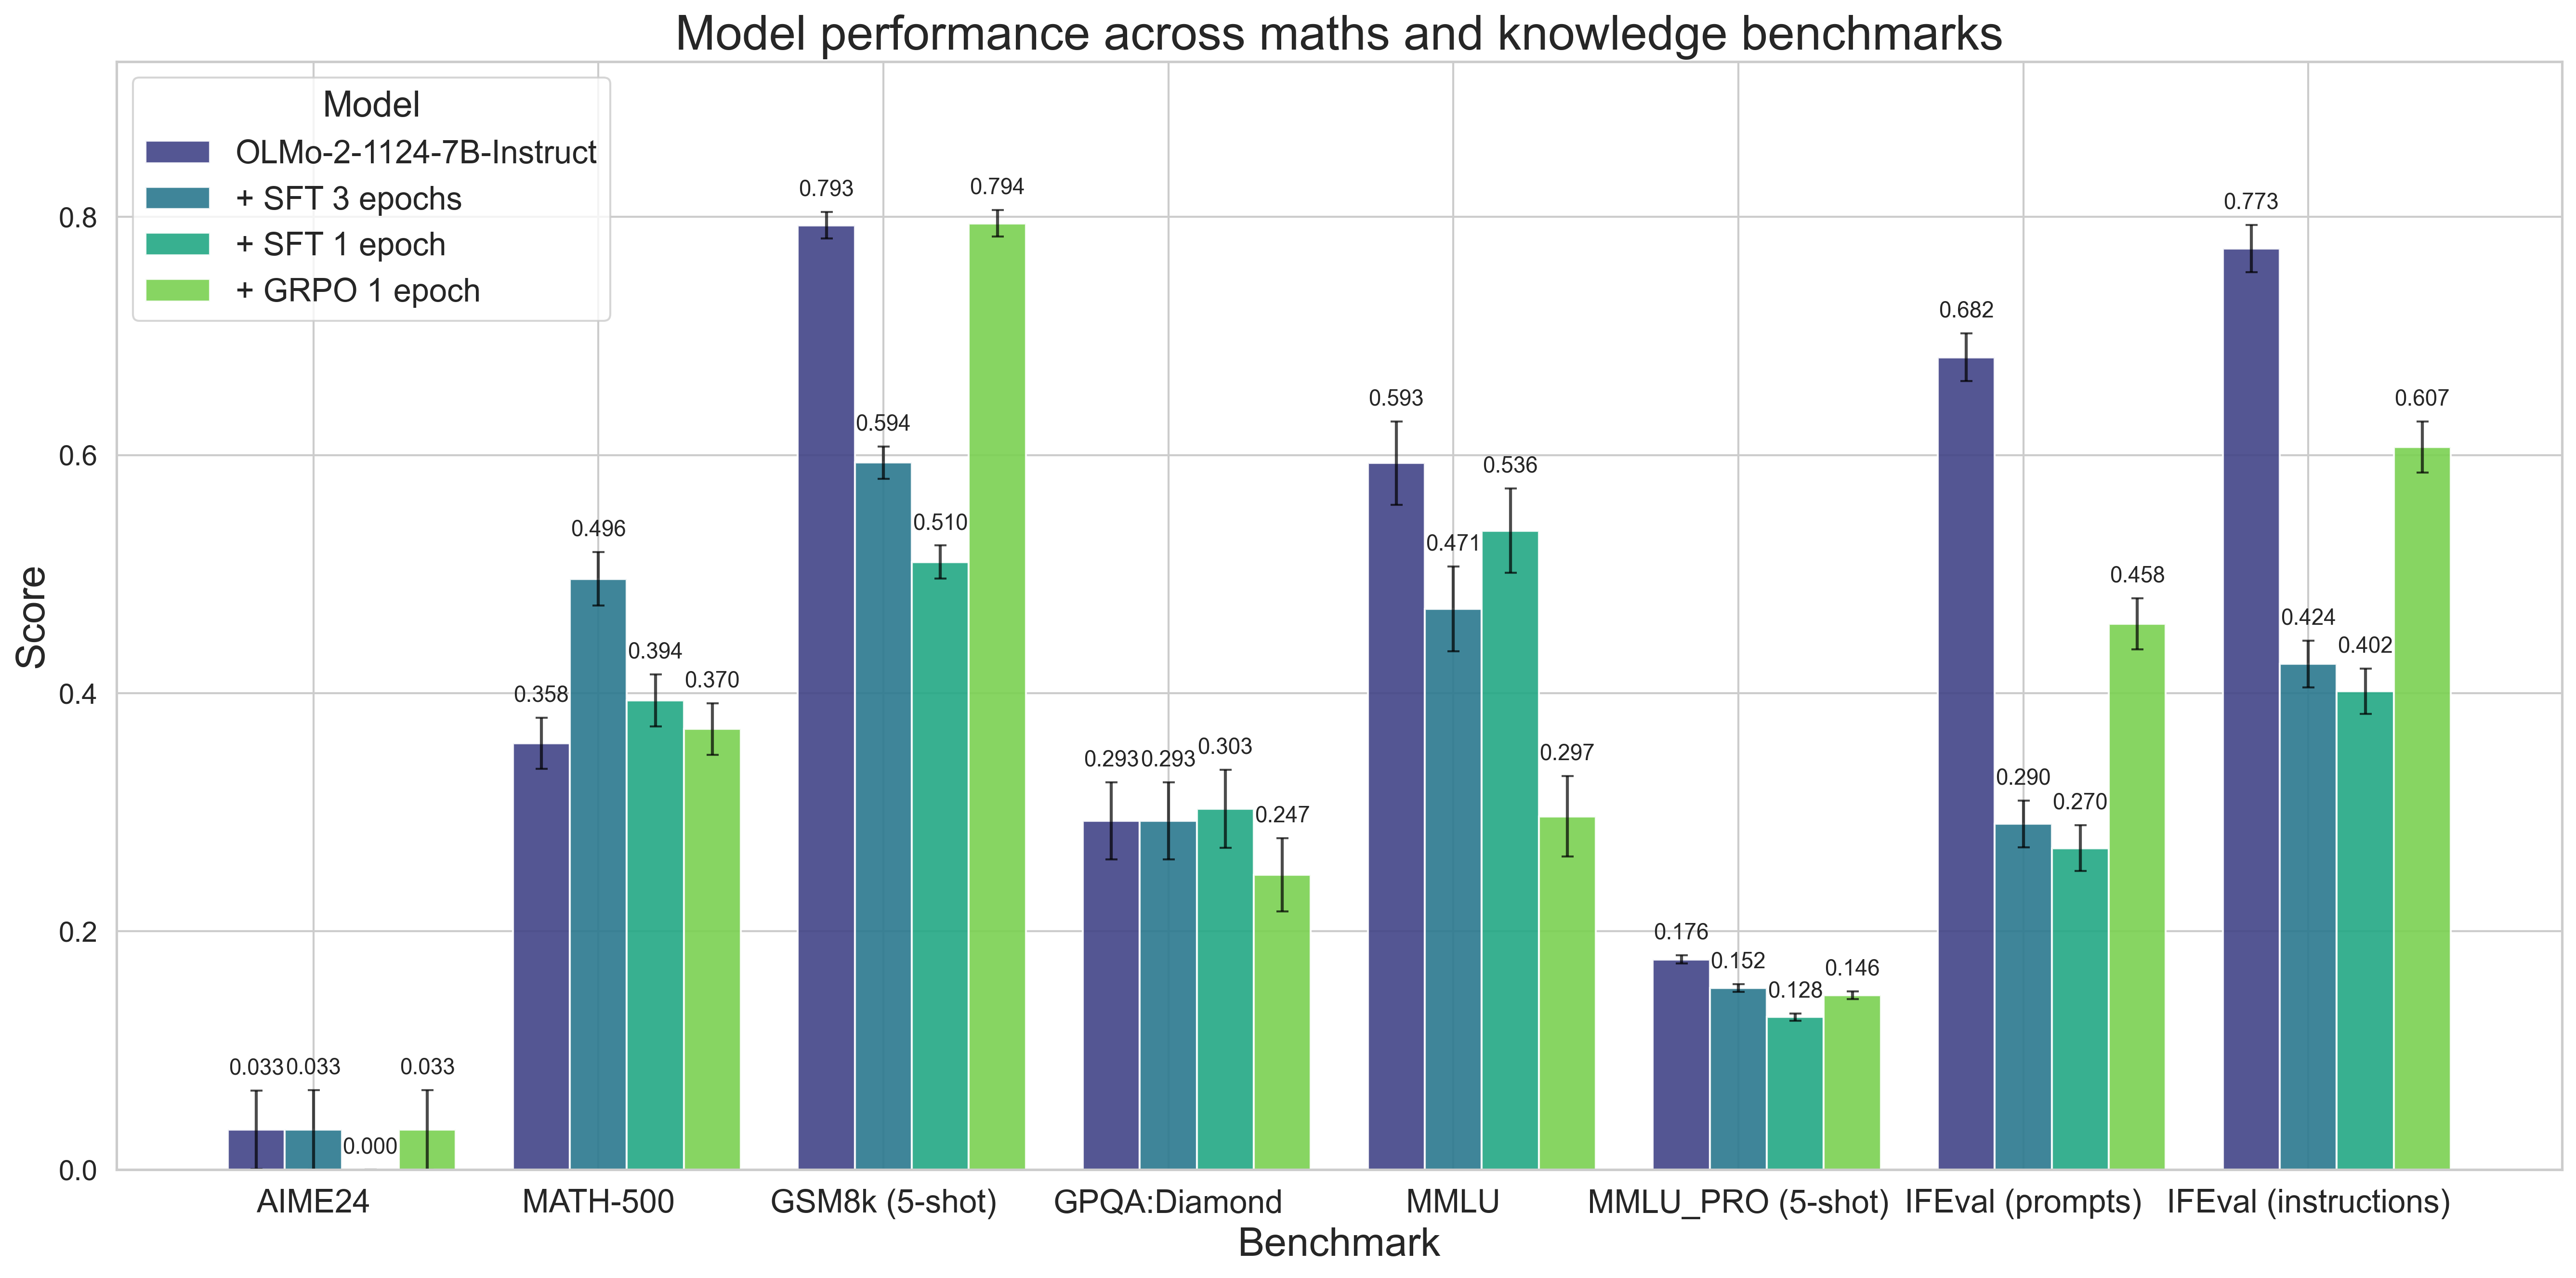 Model performance across maths and knowledge benchmarks
Model
OLMo-2-1124-7B-Instruct
+ SFT 3 epochs
+ SFT 1 epoch
+ GRPO 1 epoch
Score
0.8
0.6
0.4
0.2
0.0
0.033 0.033 0.000 0.033
0.358 0.496 0.394 0.370
0.793 0.594 0.510 0.794
0.293 0.293 0.303 0.247
0.593 0.471 0.536 0.297
0.176 0.152 0.128 0.146
0.682 0.290 0.270 0.458
0.773 0.424 0.402 0.607
AIME24 MATH-500 GSM8k (5-shot) GPQA:Diamond MMLU MMLU_PRO (5-shot) IFEval (prompts) IFEval (instructions)
Benchmark